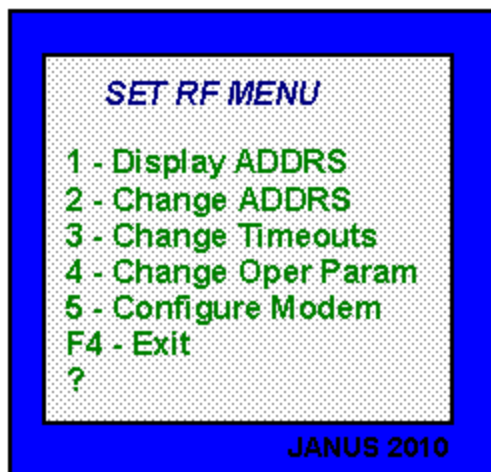 SET RF MENU
1 - Display ADDRS
2 - Change ADDRS
3 - Change Timeouts
4 - Change Oper Param
5 - Configure Modem
F4 - Exit
?
JANUS 2010